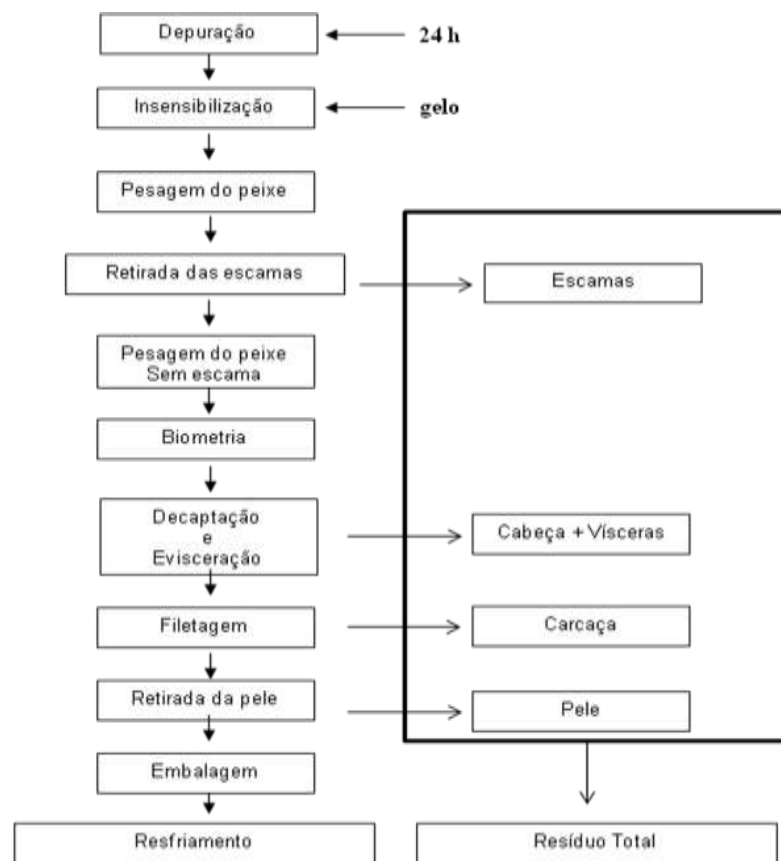 Depuração
24 h
Insensibilização
gelo
Pesagem do peixe
Retirada das escamas
Escamas
Pesagem do peixe
Sem escama
Biometria
Decaptação
e
Evisceração
Cabeça + Vísceras
Filetagem
Carcaça
Retirada da pele
Pele
Embalagem
Resfriamento
Resíduo Total